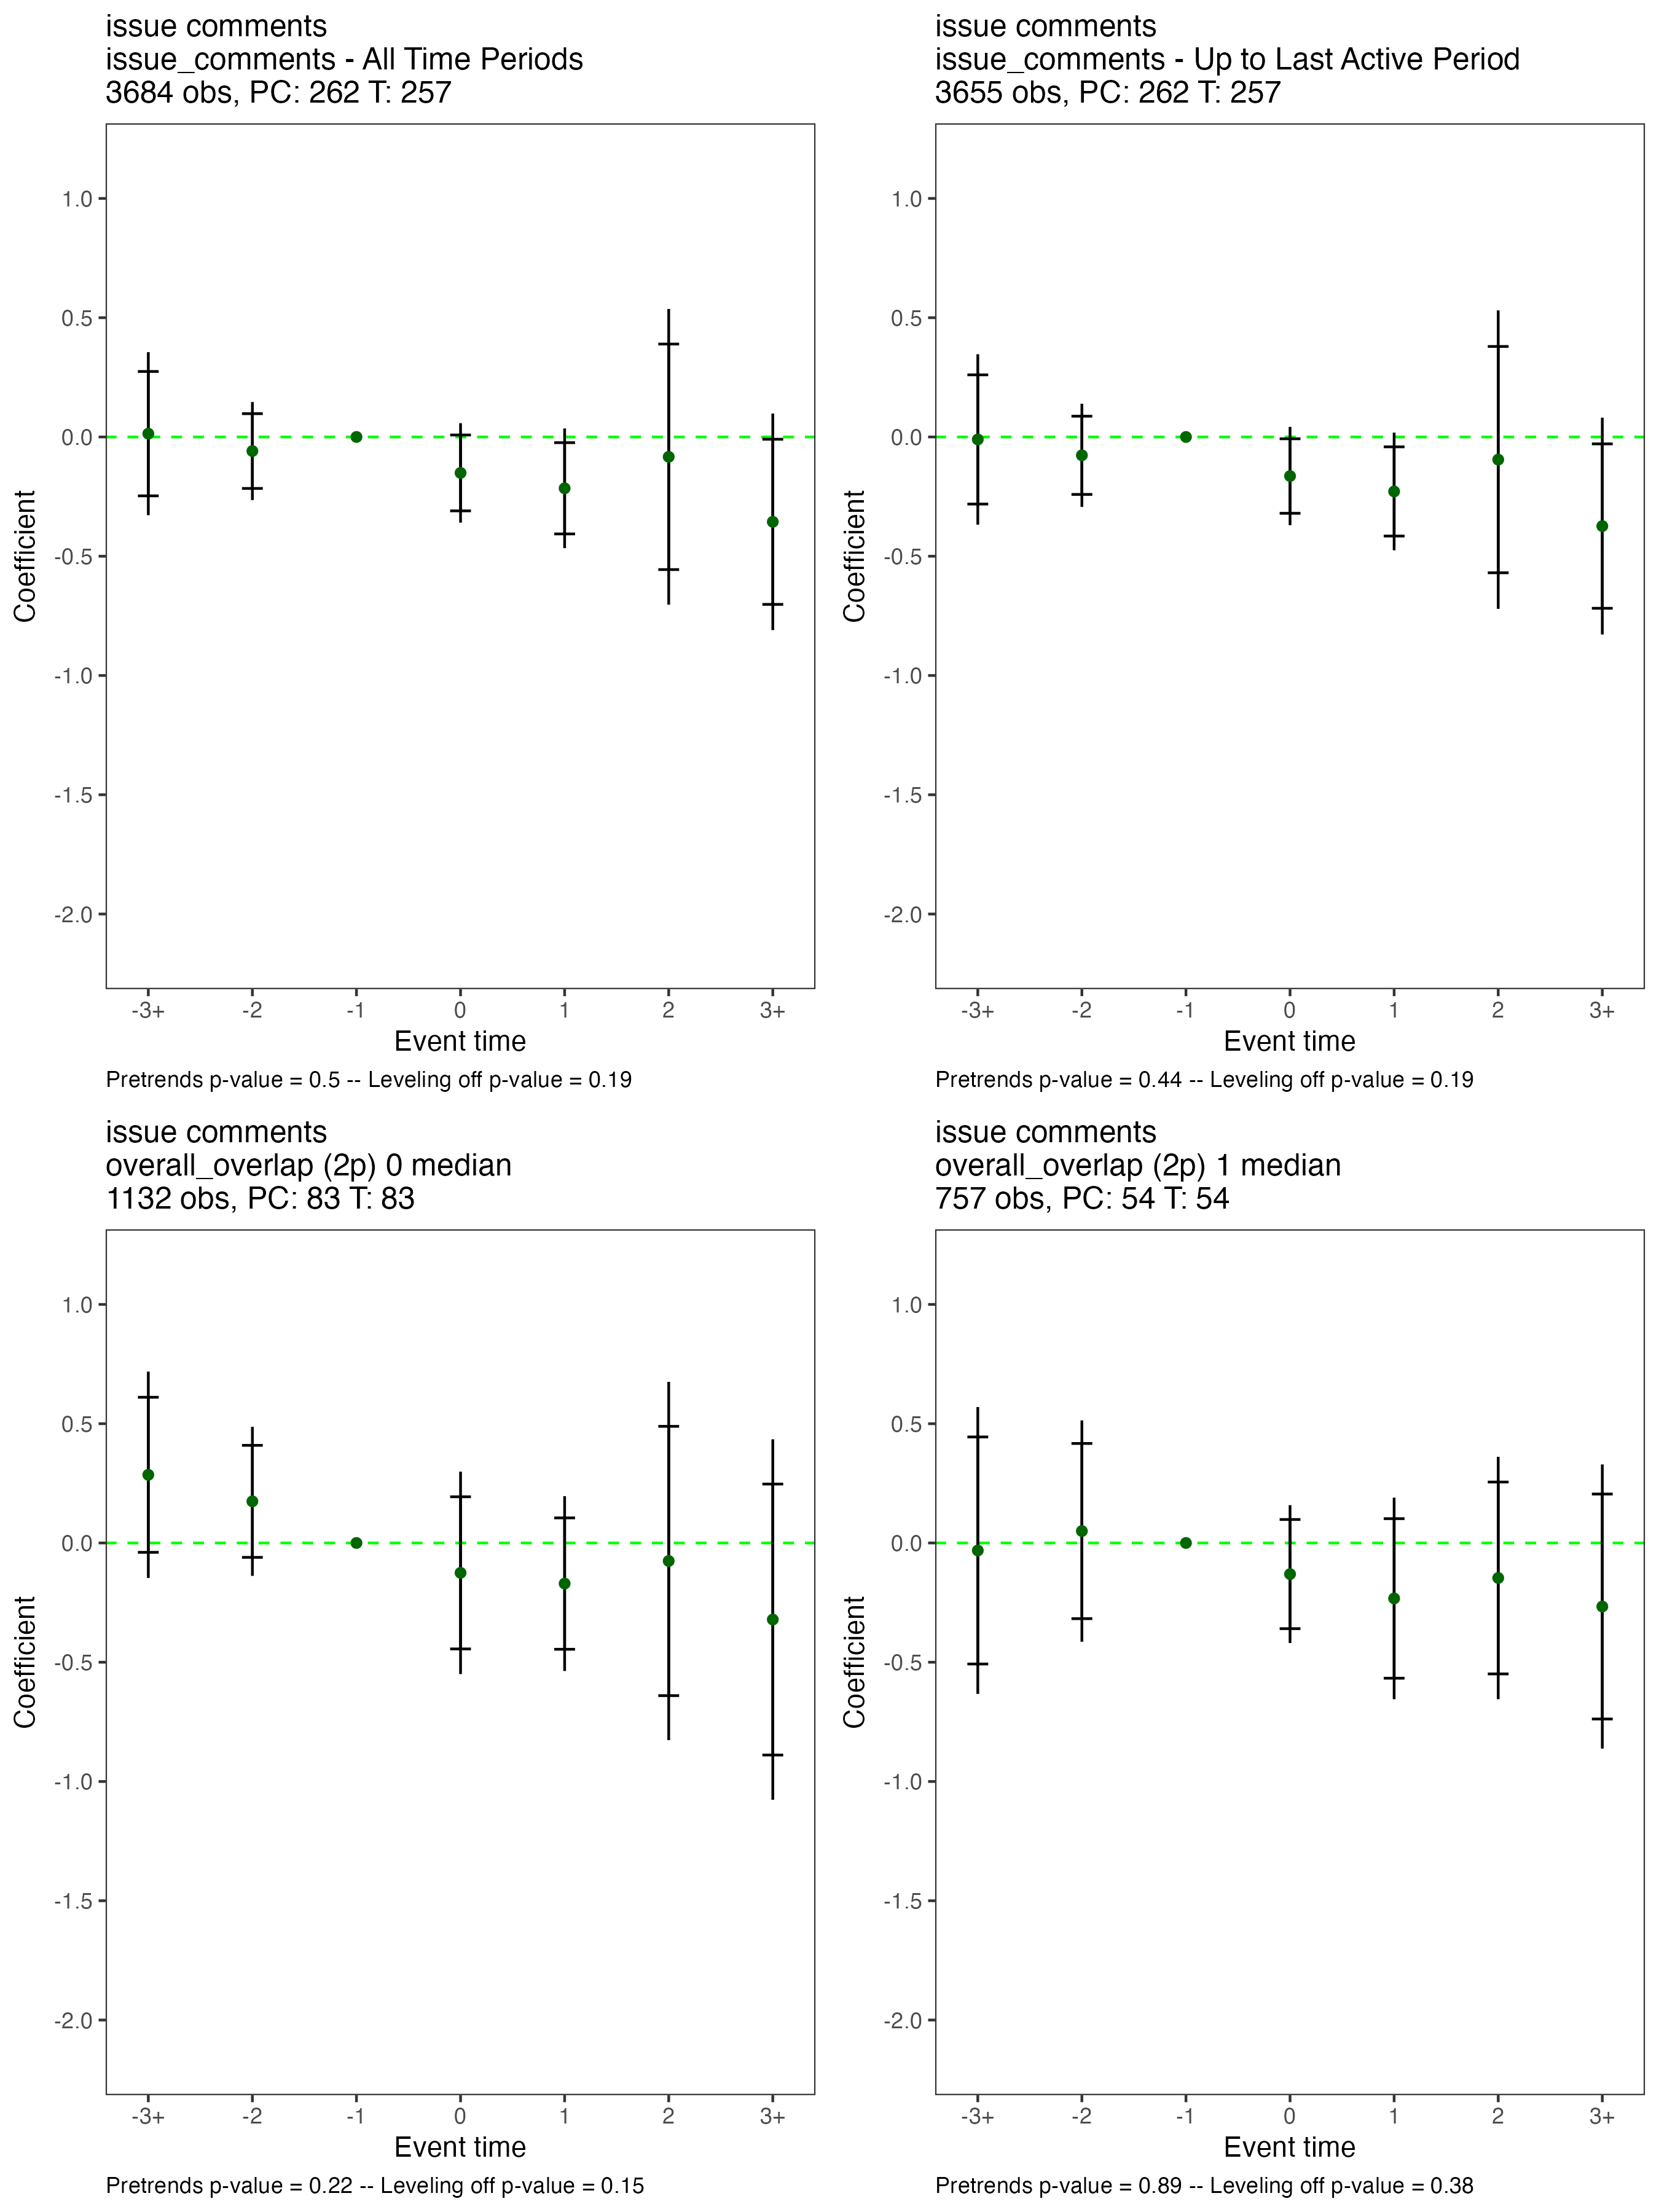 issue comments
issue_comments - All Time Periods
3684 obs, PC: 262 T: 257
1.0
0.5
0.0
-0.5
-1.0
-1.5
-2.0
Coefficient
-3+ -2 -1 0 1 2 3+
Event time
Pretrends p-value = 0.5 -- Leveling off p-value = 0.19
issue comments
issue_comments - Up to Last Active Period
3655 obs, PC: 262 T: 257
1.0
0.5
0.0
-0.5
-1.0
-1.5
-2.0
Coefficient
-3+ -2 -1 0 1 2 3+
Event time
Pretrends p-value = 0.44 -- Leveling off p-value = 0.19
issue comments
overall_overlap (2p) 0 median
1132 obs, PC: 83 T: 83
1.0
0.5
0.0
-0.5
-1.0
-1.5
-2.0
Coefficient
-3+ -2 -1 0 1 2 3+
Event time
Pretrends p-value = 0.22 -- Leveling off p-value = 0.15
issue comments
overall_overlap (2p) 1 median
757 obs, PC: 54 T: 54
1.0
0.5
0.0
-0.5
-1.0
-1.5
-2.0
Coefficient
-3+ -2 -1 0 1 2 3+
Event time
Pretrends p-value = 0.89 -- Leveling off p-value = 0.38